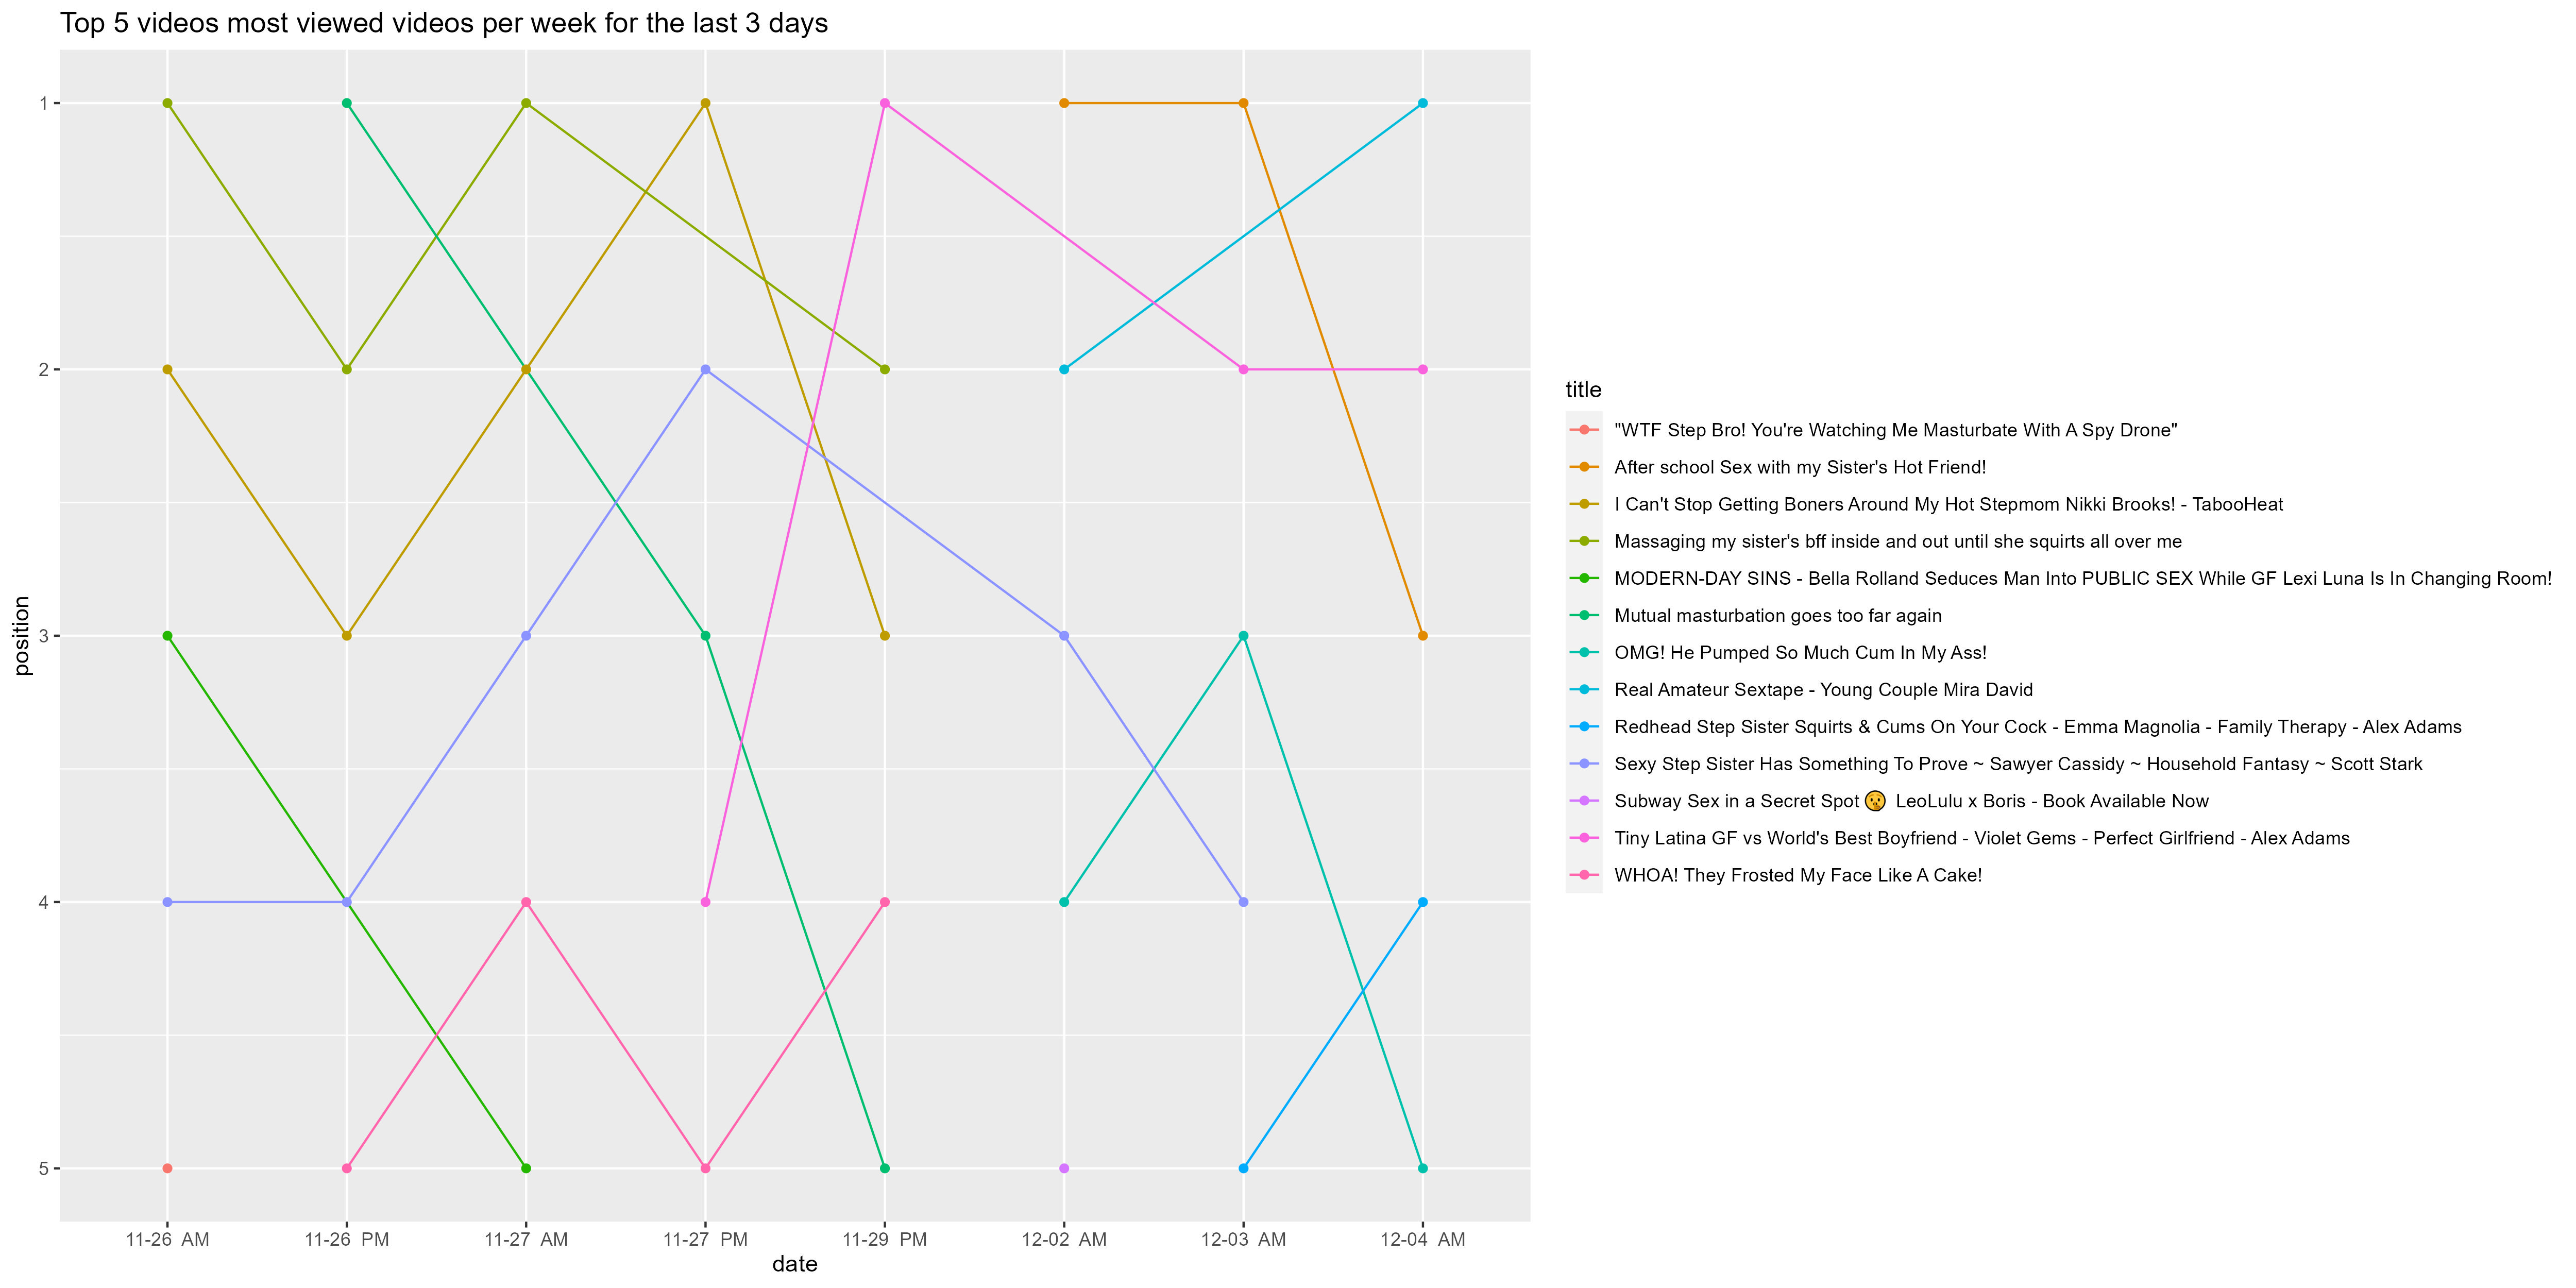 Top 5 videos most viewed videos per week for the last 3 days
position
1
2
3
4
5
11-26 AM
11-26 PM
11-27 AM
11-27 PM
11-29 PM
12-02 AM
12-03 AM
12-04 AM
date
title
"WTF Step Bro! You're Watching Me Masturbate With A Spy Drone"
After school Sex with my Sister's Hot Friend!
I Can't Stop Getting Boners Around My Hot Stepmom Nikki Brooks! - TabooHeat
Massaging my sister's bff inside and out until she squirts all over me
MODERN-DAY SINS - Bella Rolland Seduces Man Into PUBLIC SEX While GF Lexi Luna Is In Changing Room!
Mutual masturbation goes too far again
OMG! He Pumped So Much Cum In My Ass!
Real Amateur Sextape - Young Couple Mira David
Redhead Step Sister Squirts & Cums On Your Cock - Emma Magnolia - Family Therapy - Alex Adams
Sexy Step Sister Has Something To Prove ~ Sawyer Cassidy ~ Household Fantasy ~ Scott Stark
Subway Sex in a Secret Spot 🤫 LeoLulu x Boris - Book Available Now
Tiny Latina GF vs World's Best Boyfriend - Violet Gems - Perfect Girlfriend - Alex Adams
WHOA! They Frosted My Face Like A Cake!